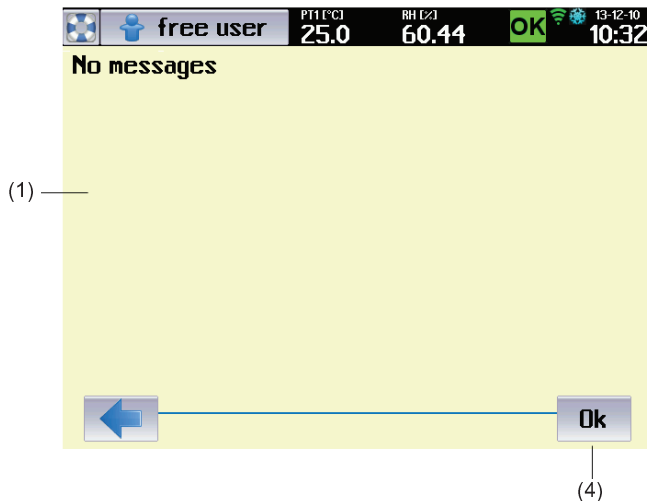 free user
PT1 [°C]
25.0
RH [%]
60.44
OK
13-12-10
10:32
No messages
(1)
Ok
(4)